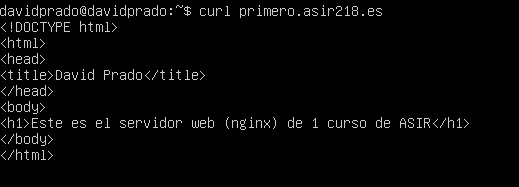 davidprado@davidprado:~$ curl primero.asir218.es
<!DOCTYPE html>
<html>
<head>
<title>David Prado</title>
</head>
<body>
<h1>Este es el servidor web (nginx) de 1 curso de ASIR</h1>
</body>
</html>